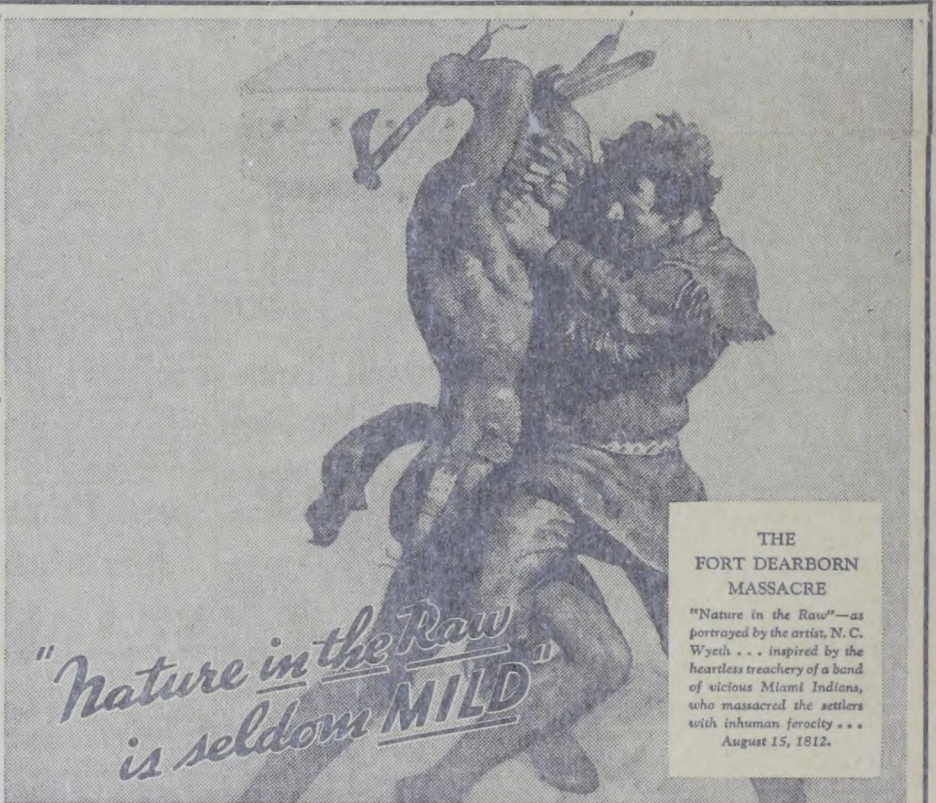 "Nature in the Raw
is seldom MILD"
THE
FORT DEARBORN
MASSACRE
"Nature in the Raw"—as
portrayed by the artist, N. C.
Wyeth . . . inspired by the
heartless treachery of a band
of vicious Miami Indians,
who massacred the settlers
with inhuman ferocity . . .
August 15, 1812.